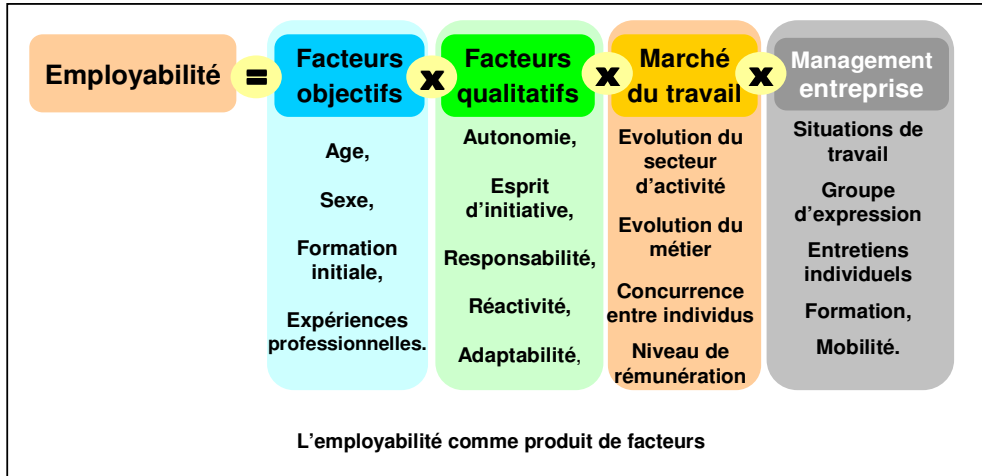 Employabilité
=
Facteurs
objectifs
x
Facteurs
qualitatifs
x
Marché
du travail
x
Management
entreprise
Age,
Sexe,
Formation
initiale,
Expériences
professionnelles.
Autonomie,
Esprit
d'initiative,
Responsabilité,
Réactivité,
Adaptabilité,
Evolution du
secteur
d'activité
Evolution du
métier
Concurrence
entre individus
Niveau de
rémunération
Situations de
travail
Groupe
d'expression
Entretiens
individuels
Formation,
Mobilité.
L'employabilité comme produit de facteurs